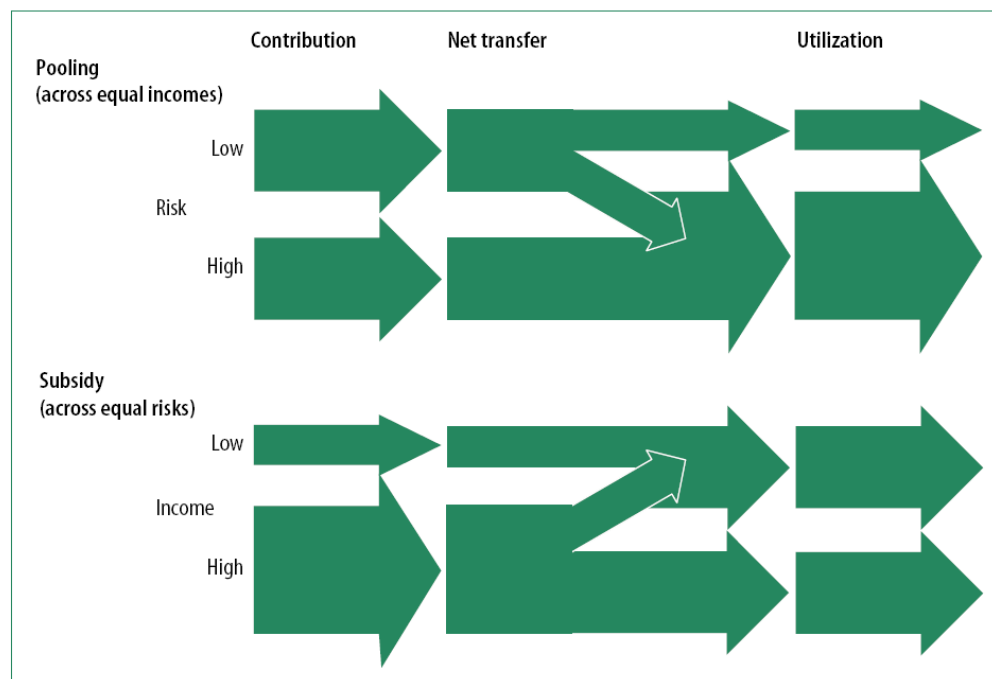 Contribution
Net transfer
Utilization
Pooling
(across equal incomes)
Low
Risk
High
Subsidy
(across equal risks)
Low
Income
High